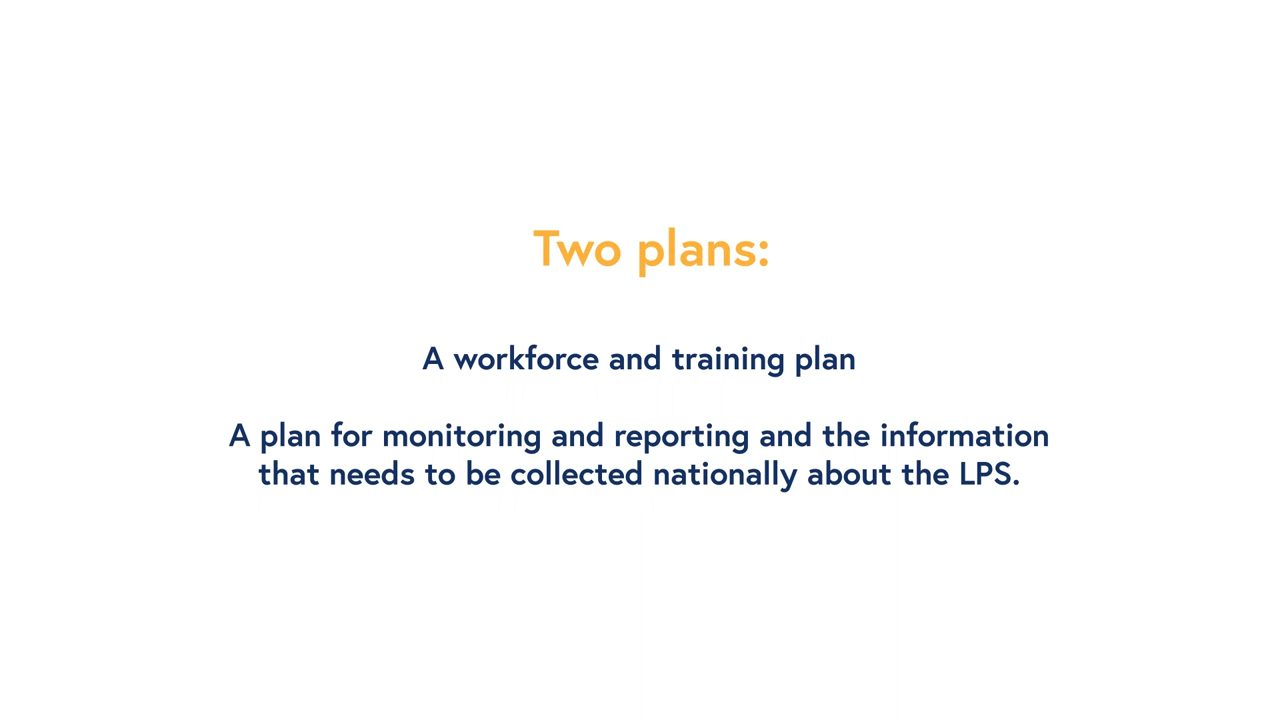 Two plans:
A workforce and training plan
A plan for monitoring and reporting and the information
that needs to be collected nationally about the LPS.